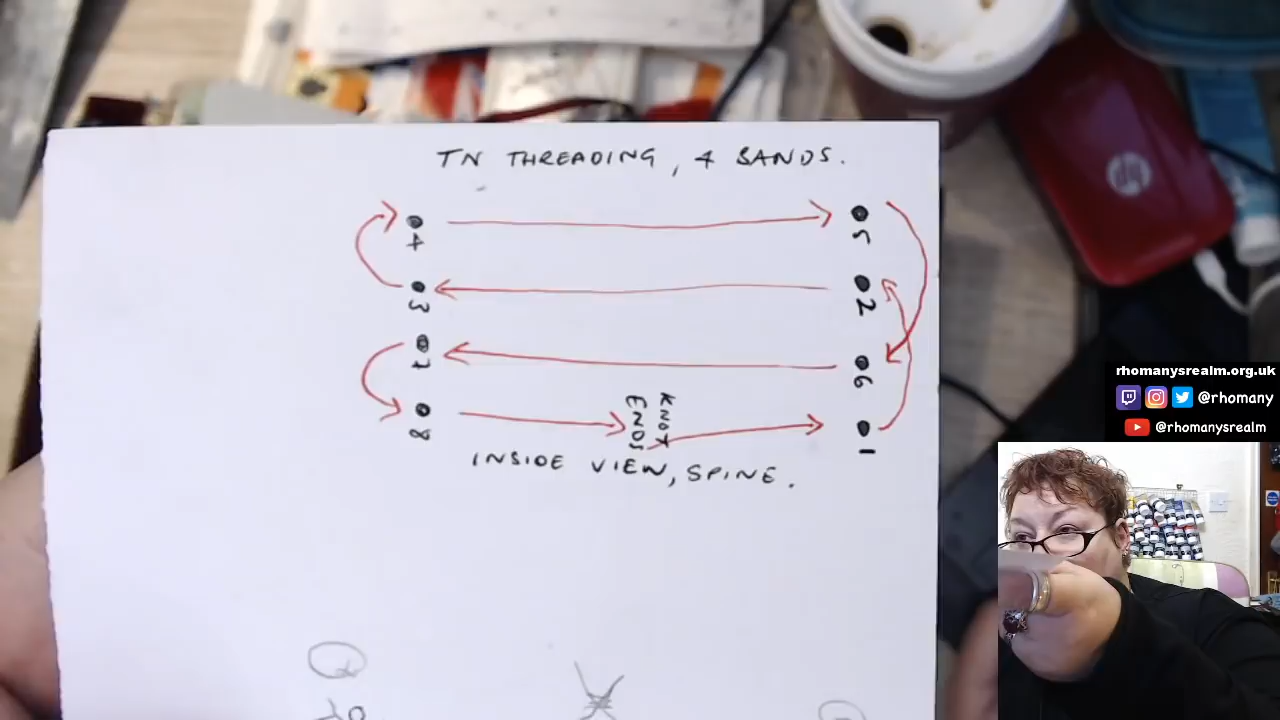 TN THREADING, 4 BANDS.
4
5
3
2
7
6
KNOT
ENDS
8
1
INSIDE VIEW, SPINE.
rhomanysrealm.org.uk
@rhomany
@rhomanysrealm
hp